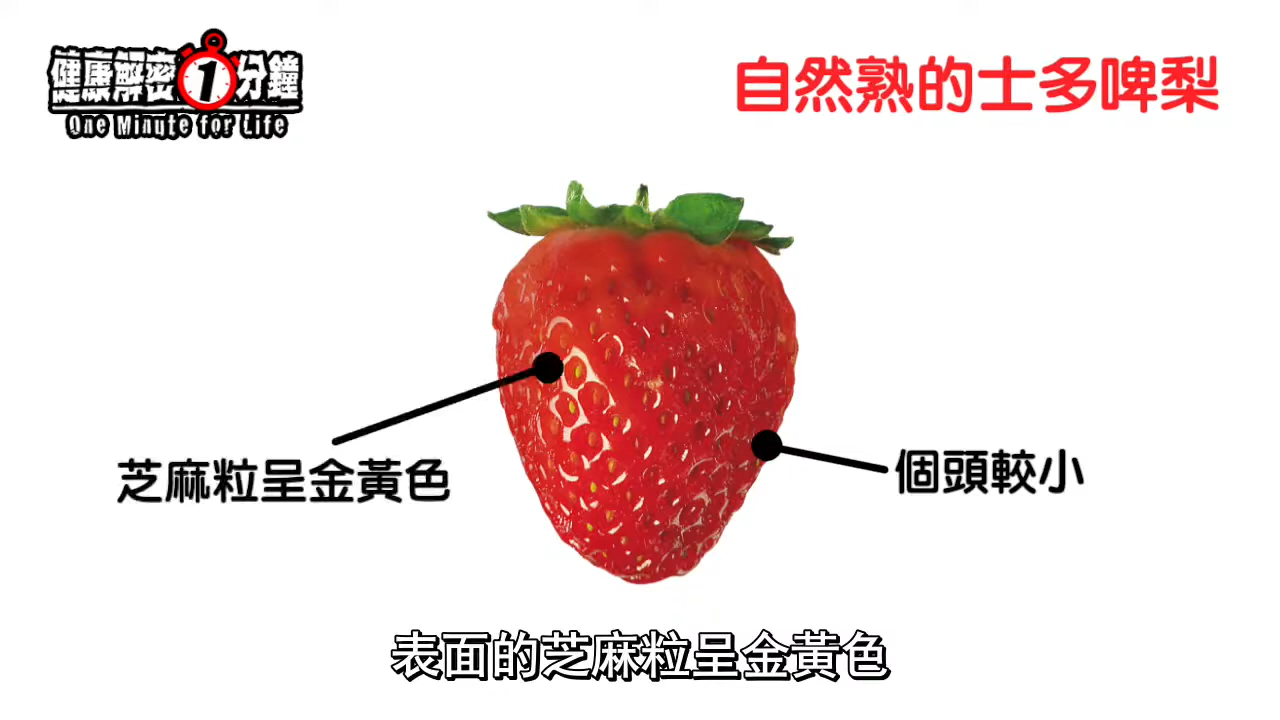 健康解密1分鐘
One Minute for Life
自然熟的士多啤梨
芝麻粒呈金黃色
個頭較小
表面的芝麻粒呈金黃色